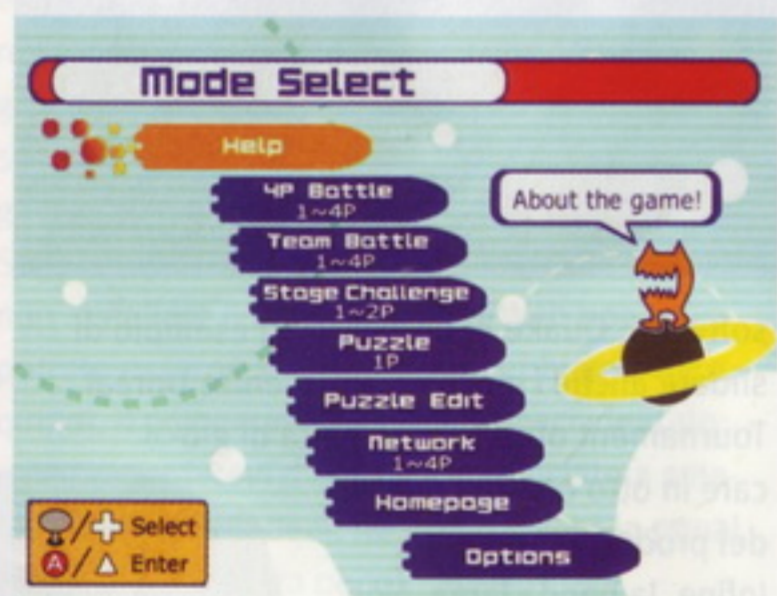 Mode Select
Help
4P Battle
1~4P
Team Battle
1~4P
Stage Challenge
1~2P
Puzzle
1P
Puzzle Edit
Network
1~4P
Homepage
Options
About the game!
Select
A / Enter